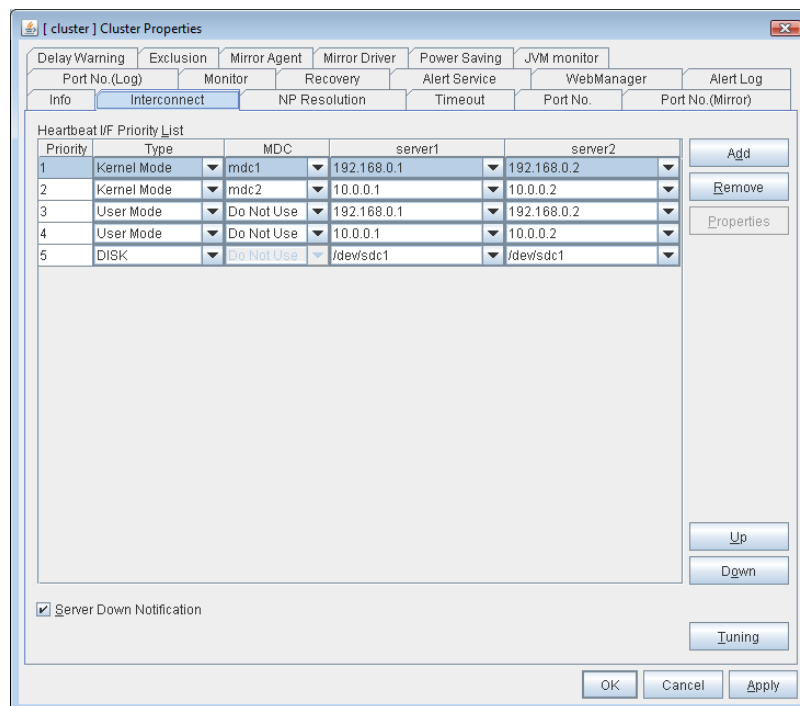 [ cluster ] Cluster Properties
Delay Warning Exclusion Mirror Agent Mirror Driver Power Saving JVM monitor
Port No.(Log) Monitor Recovery Alert Service WebManager Alert Log
Info Interconnect NP Resolution Timeout Port No. Port No.(Mirror)
Heartbeat I/F Priority List
Priority Type MDC server1 server2
1 Kernel Mode mdc1 192.168.0.1 192.168.0.2
2 Kernel Mode mdc2 10.0.0.1 10.0.0.2
3 User Mode Do Not Use 192.168.0.1 192.168.0.2
4 User Mode Do Not Use 10.0.0.1 10.0.0.2
5 DISK Do Not Use /dev/sdc1 /dev/sdc1
Add
Remove
Properties
Up
Down
Server Down Notification
Tuning
OK Cancel Apply